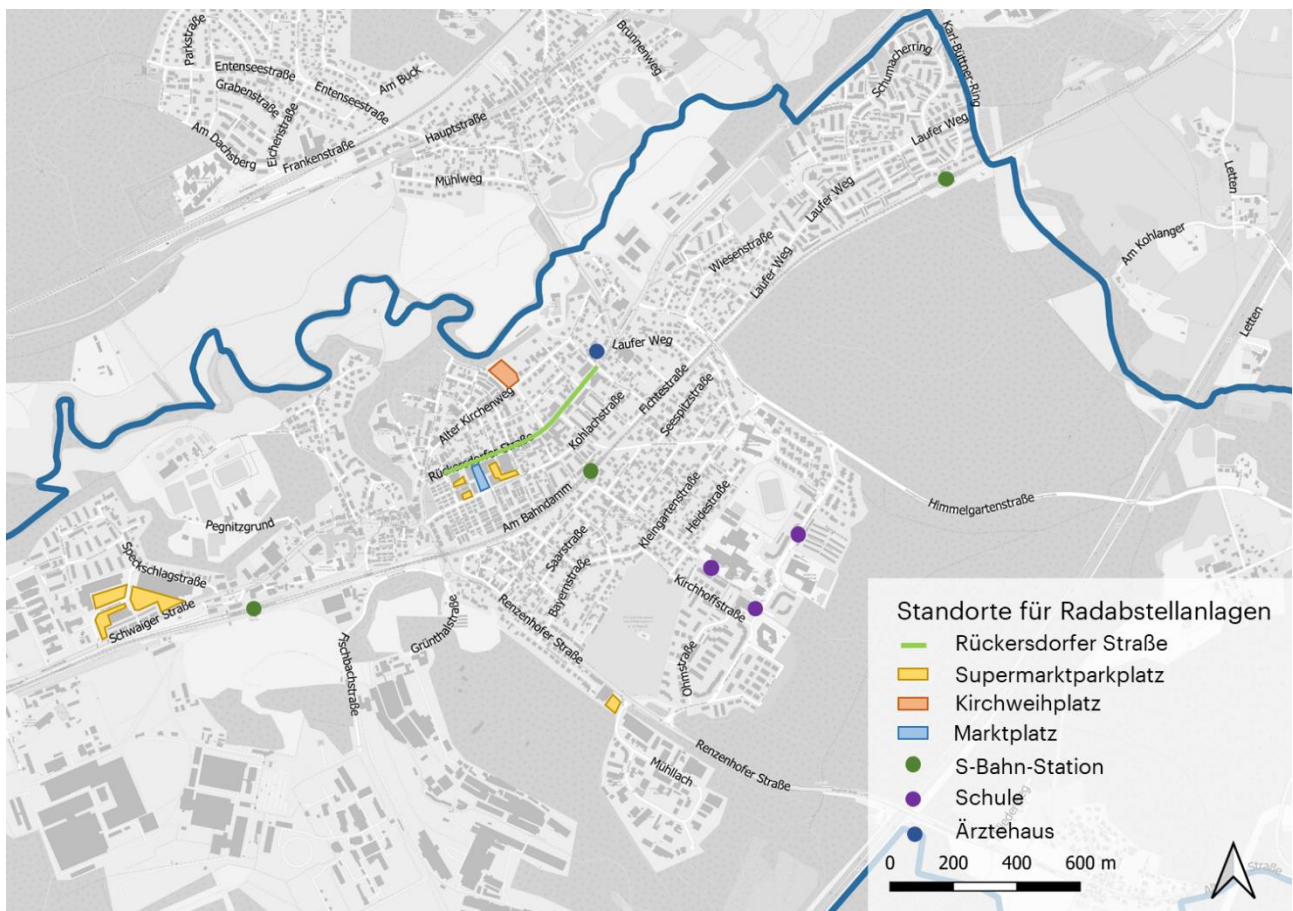 Parkstraße
Entenseestraße
Grabenstraße
Am Dachsberg
Eichenstraße
Entenseestraße
Am Bück
Frankenstraße
Hauptstraße
Mühlweg
Brunnenweg
Schumacherring
Karl-Büttner-Ring
Laufer Weg
Laufer Weg
Laufer Weg
Wiesenstraße
Letten
Am Kohlanger
Letten
Laufer Weg
Alter Kirchenweg
Rückersdorfer Straße
Kohlachstraße
Fichtestraße
Seespitzstraße
Am Bahndamm
Kleingartenstraße
Heidestraße
Himmelgartenstraße
Pegnitzgrund
Speckschlagstraße
Schwaiger Straße
Saarstraße
Bayernstraße
Kirchhoffstraße
Renzenhofer Straße
Grünthalstraße
Fischbachstraße
Ohmstraße
Mühllach
Renzenhofer Straße
Standorte für Radabstellanlagen
Rückersdorfer Straße
Supermarktparkplatz
Kirchweihplatz
Marktplatz
S-Bahn-Station
Schule
Ärztehaus
0 200 400 600 m
Straße